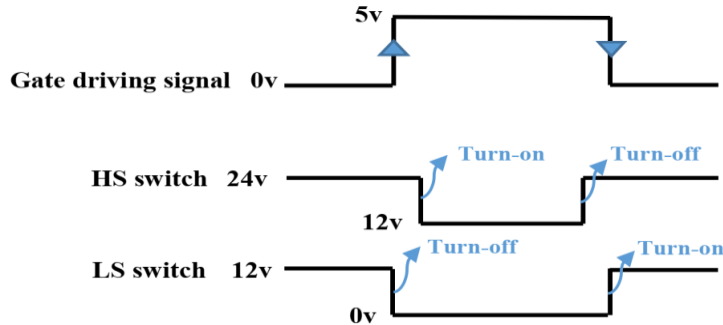 5v
Gate driving signal 0v
Turn-on Turn-off
HS switch 24v
12v
Turn-off Turn-on
LS switch 12v
0v